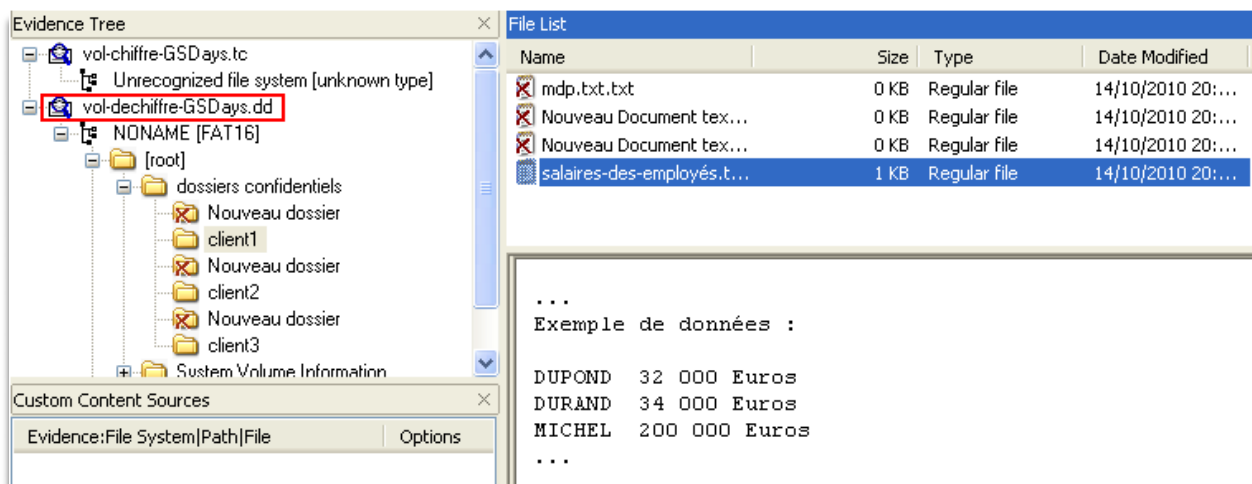 Evidence Tree
vol-chiffre-GSDays.tc
Unrecognized file system [unknown type]
vol-dechiffre-GSDays.dd
NONAME [FAT16]
[root]
dossiers confidentiels
Nouveau dossier
client1
Nouveau dossier
client2
Nouveau dossier
client3
System Volume Information
Custom Content Sources
Evidence:File System|Path|File Options
File List
Name Size Type Date Modified
mdp.txt.txt 0 KB Regular file 14/10/2010 20:...
Nouveau Document tex... 0 KB Regular file 14/10/2010 20:...
Nouveau Document tex... 0 KB Regular file 14/10/2010 20:...
salaires-des-employés.t... 1 KB Regular file 14/10/2010 20:...
...
Exemple de données :
DUPOND 32 000 Euros
DURAND 34 000 Euros
MICHEL 200 000 Euros
...